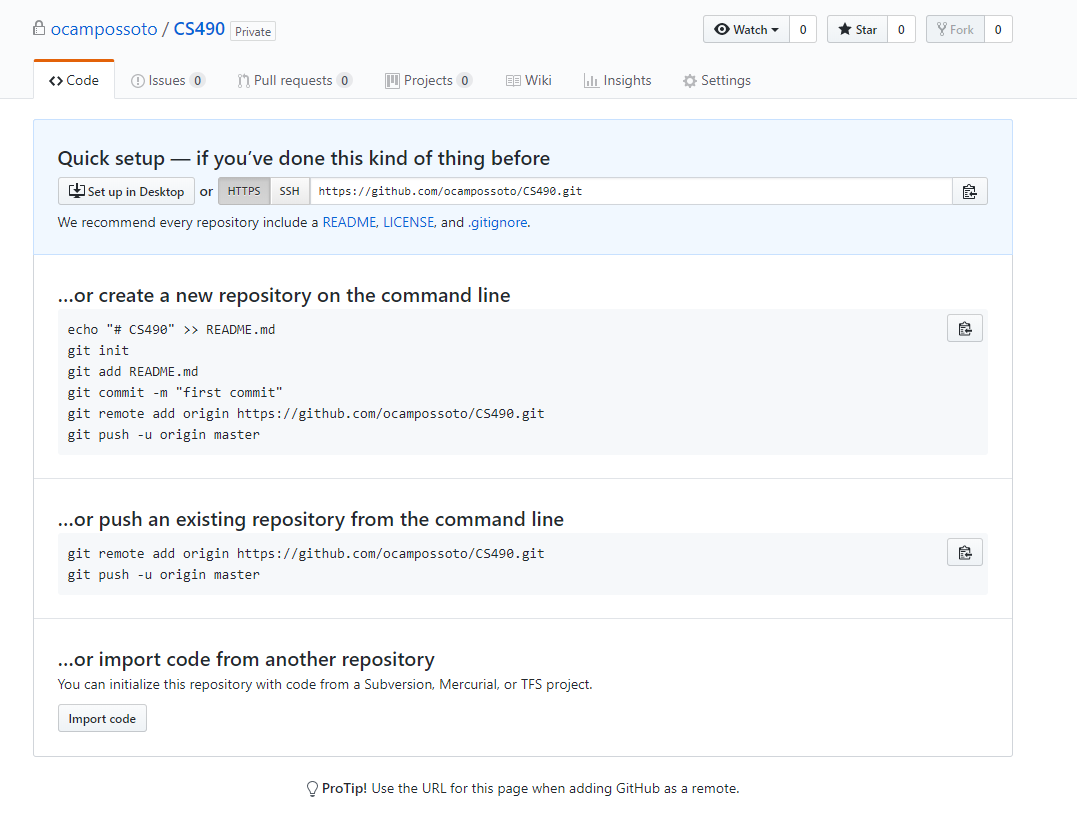 ocampossoto / CS490 Private Watch 0 Star 0 Fork 0
Code Issues 0 Pull requests 0 Projects 0 Wiki Insights Settings
Quick setup — if you’ve done this kind of thing before
Set up in Desktop or HTTPS SSH https://github.com/ocampossoto/CS490.git
We recommend every repository include a README, LICENSE, and .gitignore.
…or create a new repository on the command line
echo "# CS490" >> README.md
git init
git add README.md
git commit -m "first commit"
git remote add origin https://github.com/ocampossoto/CS490.git
git push -u origin master
…or push an existing repository from the command line
git remote add origin https://github.com/ocampossoto/CS490.git
git push -u origin master
…or import code from another repository
You can initialize this repository with code from a Subversion, Mercurial, or TFS project.
Import code
ProTip! Use the URL for this page when adding GitHub as a remote.